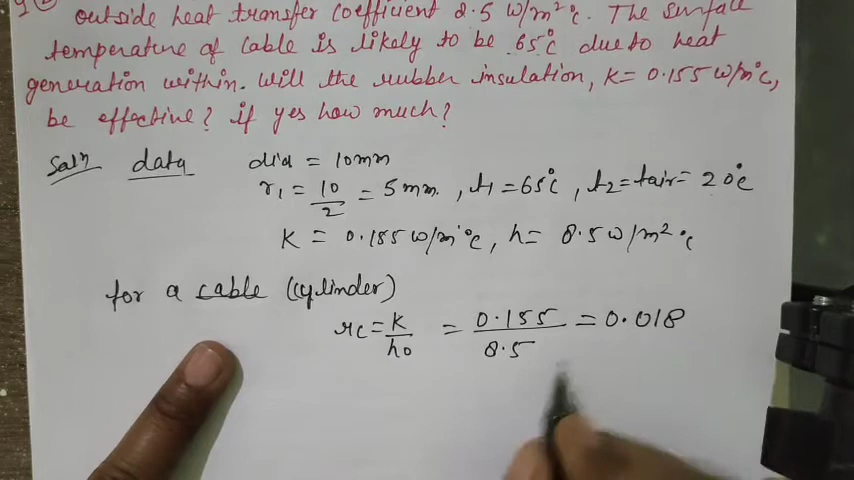 outside heat transfer coefficient 8.5 W/m²°c. The surface
temperature of Cable is likely to be 65°c due to heat
generation within. Will the rubber insulation, K=0.155 W/m°c,
be effective? if yes how much?
Solⁿ data dia = 10mm
r₁ = 10/2 = 5mm, t₁=65°c, t₂=tair= 20°c
K = 0.155 W/m°c, h= 8.5 W/m²°c
for a cable (cylinder)
rc = K/ho = 0.155/8.5 = 0.018